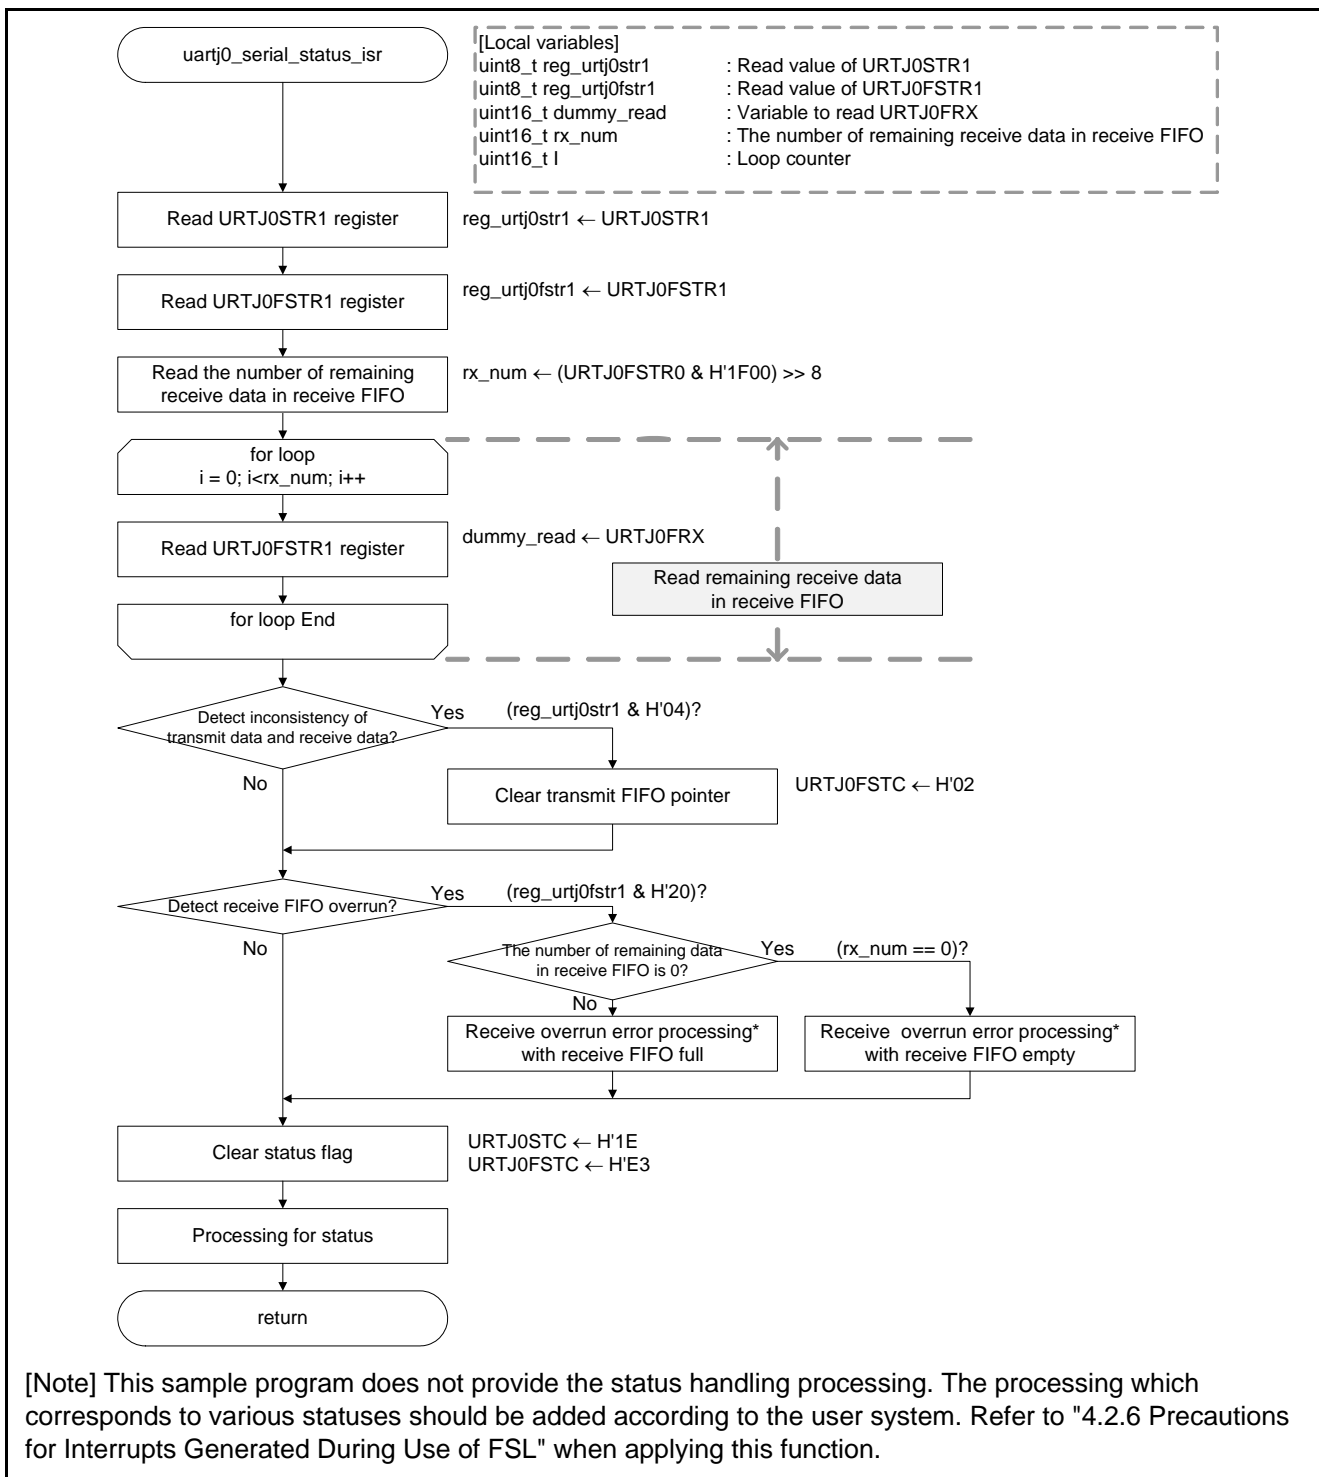 uartj0_serial_status_isr
[Local variables]
uint8_t reg_urtj0str1 : Read value of URTJ0STR1
uint8_t reg_urtj0fstr1 : Read value of URTJ0FSTR1
uint16_t dummy_read : Variable to read URTJ0FRX
uint16_t rx_num : The number of remaining receive data in receive FIFO
uint16_t I : Loop counter
Read URTJ0STR1 register
reg_urtj0str1 ← URTJ0STR1
Read URTJ0FSTR1 register
reg_urtj0fstr1 ← URTJ0FSTR1
Read the number of remaining
receive data in receive FIFO
rx_num ← (URTJ0FSTR0 & H'1F00) >> 8
for loop
i = 0; i<rx_num; i++
Read URTJ0FSTR1 register
dummy_read ← URTJ0FRX
Read remaining receive data
in receive FIFO
for loop End
Detect inconsistency of
transmit data and receive data?
Yes
(reg_urtj0str1 & H'04)?
No
Clear transmit FIFO pointer
URTJ0FSTC ← H'02
Detect receive FIFO overrun?
Yes
(reg_urtj0fstr1 & H'20)?
No
The number of remaining data
in receive FIFO is 0?
Yes
(rx_num == 0)?
No
Receive overrun error processing*
with receive FIFO full
Receive  overrun error processing*
with receive FIFO empty
Clear status flag
URTJ0STC ← H'1E
URTJ0FSTC ← H'E3
Processing for status
return
[Note] This sample program does not provide the status handling processing. The processing which
corresponds to various statuses should be added according to the user system. Refer to "4.2.6 Precautions
for Interrupts Generated During Use of FSL" when applying this function.